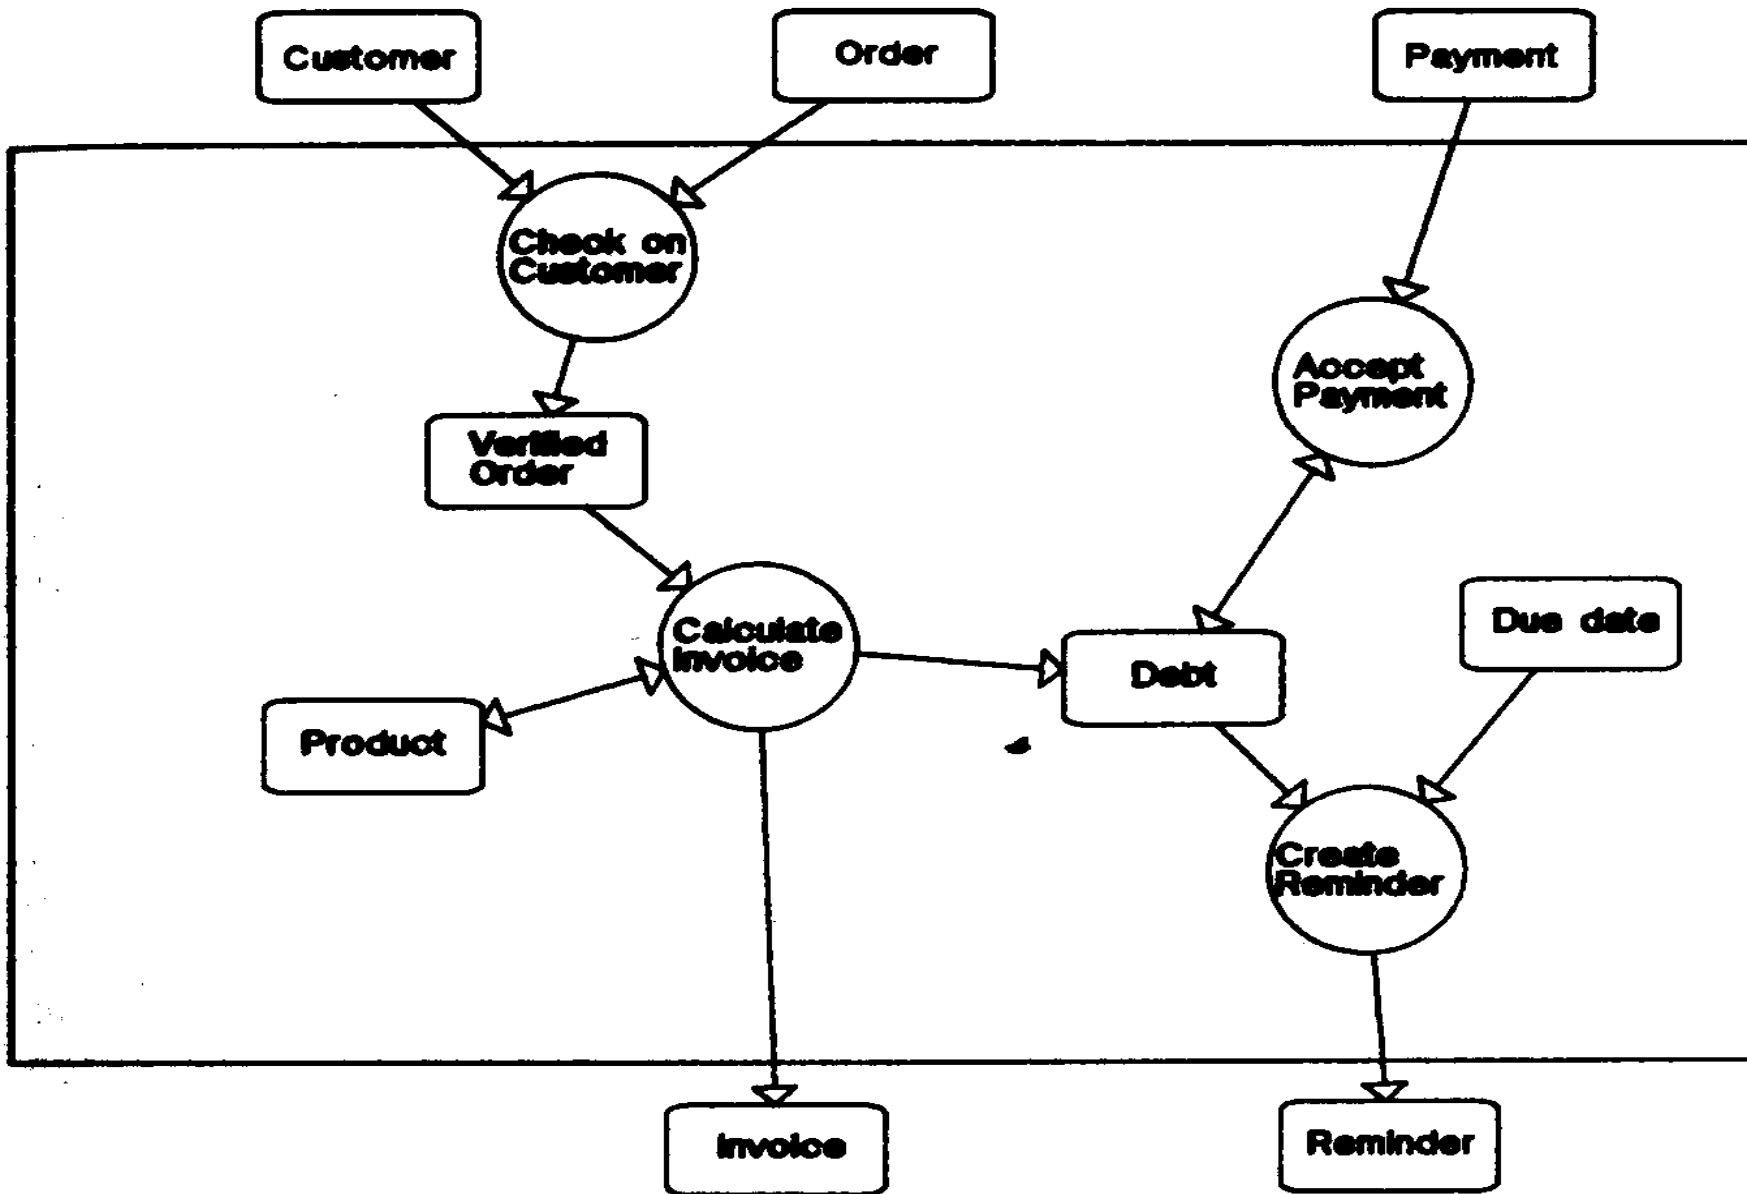 Customer
Order
Payment
Check on
Customer
Accept
Payment
Verified
Order
Calculate
Invoice
Due date
Debt
Product
Create
Reminder
Invoice
Reminder